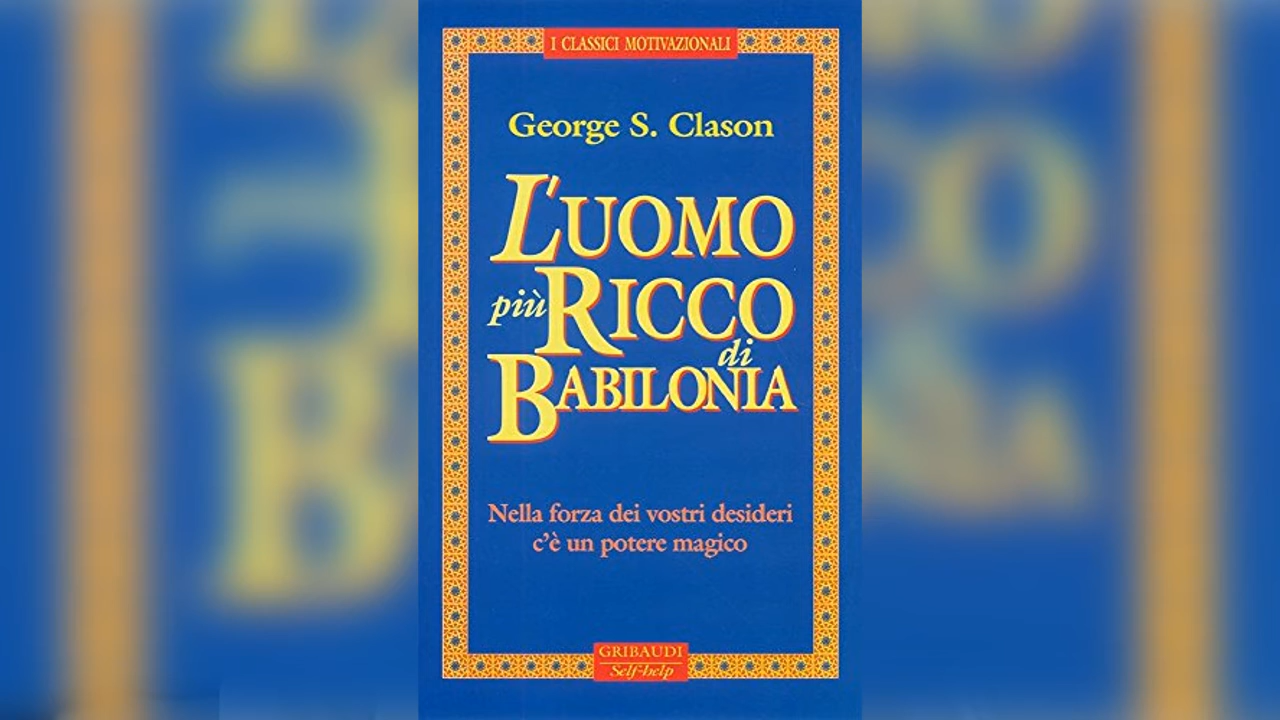 I CLASSICI MOTIVAZIONALI
George S. Clason
L'UOMO
più RICCO
di
BABILONIA
Nella forza dei vostri desideri
c'è un potere magico
GRIBAUDI
Self-help